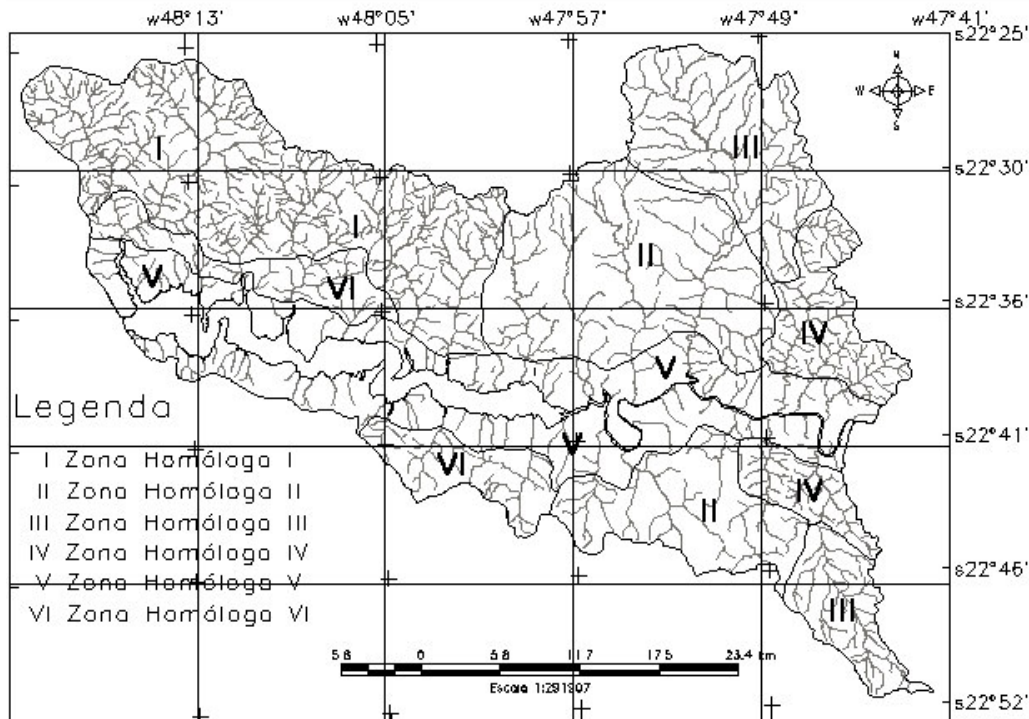 w48°13' w48°05' w47°57' w47°49' w47°41'
s22°25'
N
W E
S
I
III
s22°30'
I
II
V
VI
s22°36'
IV
V
Legenda
s22°41'
V
VI
IV
II
I Zona Homóloga I
II Zona Homóloga II
III Zona Homóloga III
IV Zona Homóloga IV
V Zona Homóloga V
VI Zona Homóloga VI
s22°46'
III
5.8 0 5.8 11.7 17.5 23.4 km
Escala 1:291907
s22°52'